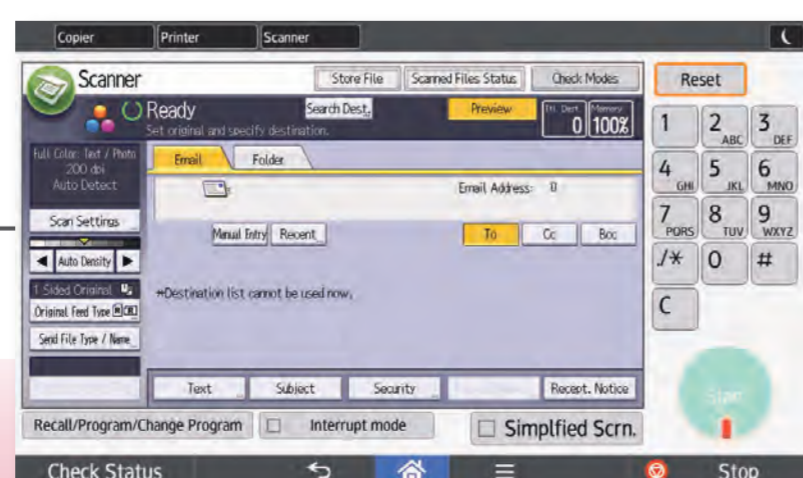 Copier Printer Scanner
Scanner Store File Scanned Files Status Check Modes Reset
Ready Search Dest. Preview Ttl. Dest. 0 Memory 100%
Set original and specify destination.
Full Color: Text / Photo
200 dpi
Auto Detect
Email Folder
Email Address: 0
Scan Settings
Manual Entry Recent To Cc Bcc
Auto Density
1 Sided Original
*Destination list cannot be used now.
Original Feed Type
Send File Type / Name
Text Subject Security Recept. Notice
1 2 ABC 3 DEF
4 GHI 5 JKL 6 MNO
7 PQRS 8 TUV 9 WXYZ
./* 0 #
C
Start
Recall/Program/Change Program Interrupt mode Simplfied Scrn.
Check Status Stop